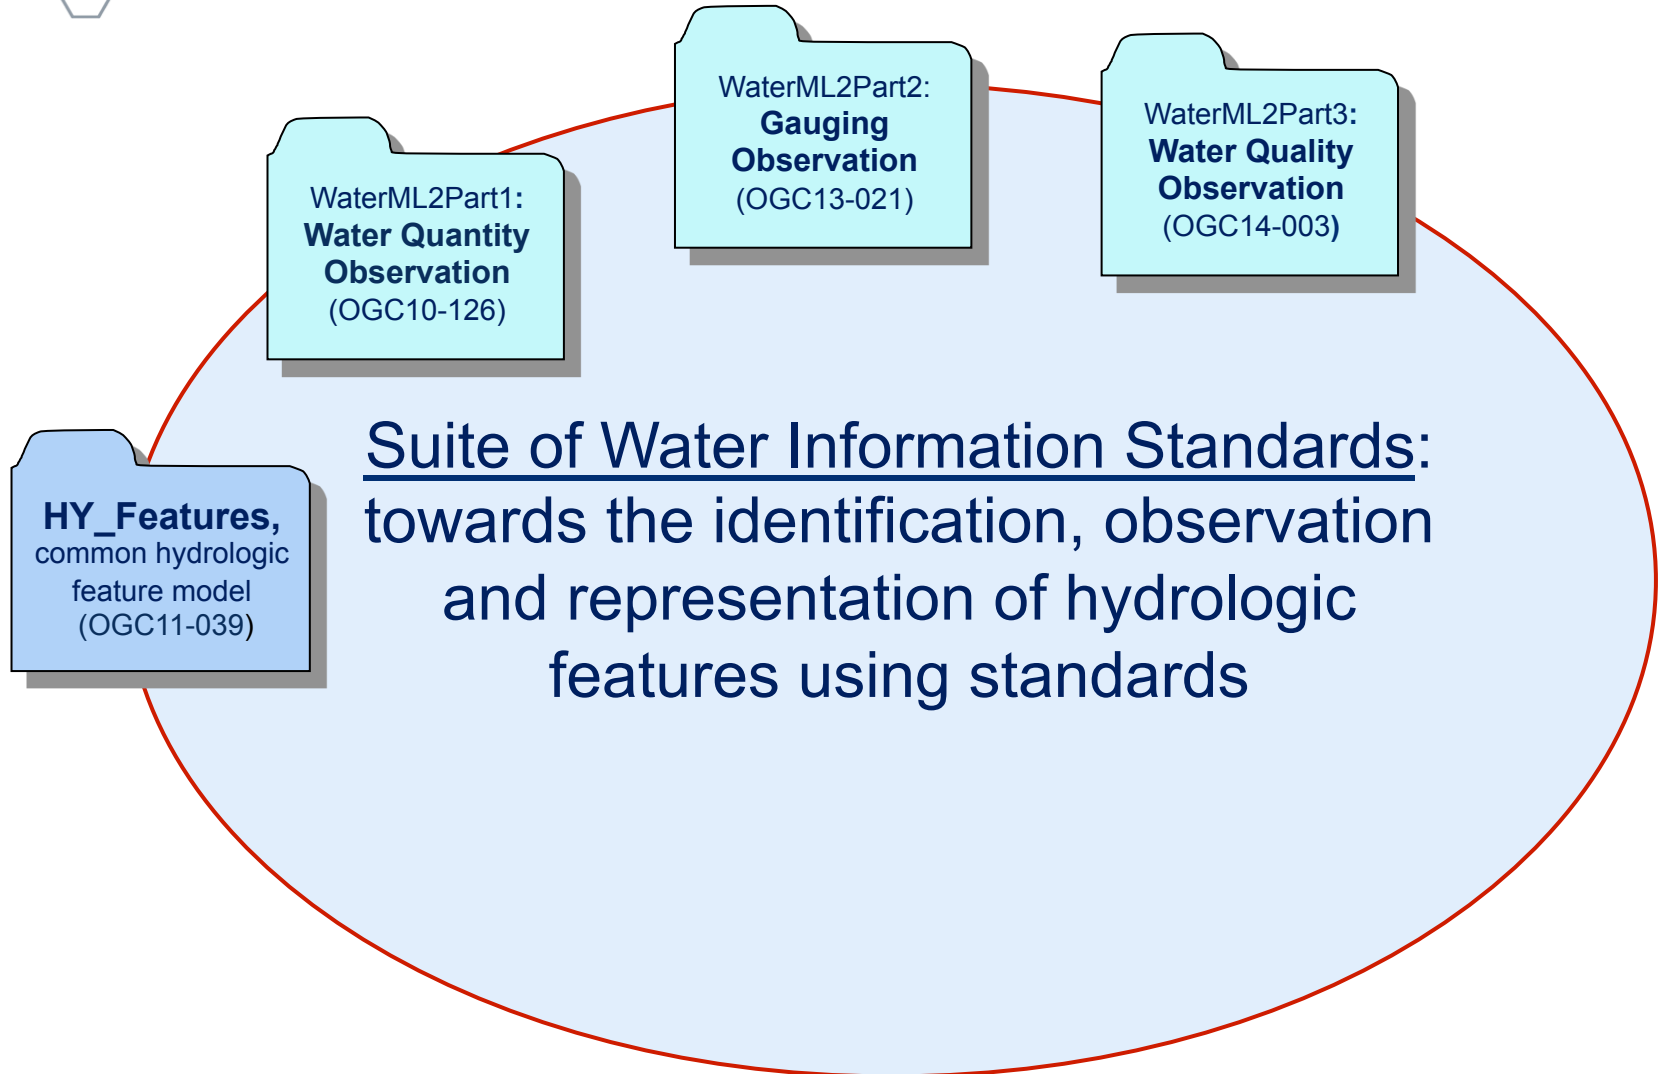 WaterML2Part2:
Gauging
Observation
(OGC13-021)
WaterML2Part3:
Water Quality
Observation
(OGC14-003)
WaterML2Part1:
Water Quantity
Observation
(OGC10-126)
HY_Features,
common hydrologic
feature model
(OGC11-039)
Suite of Water Information Standards:
towards the identification, observation
and representation of hydrologic
features using standards